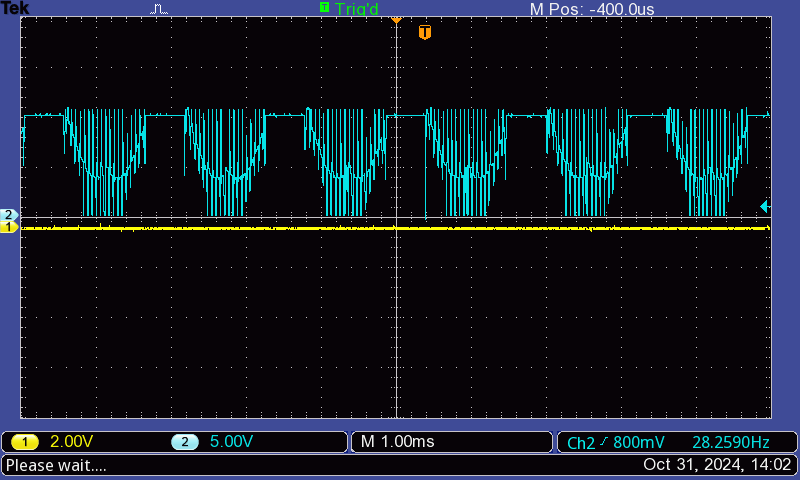 Tek T Trig'd M Pos: -400.0us
T
2
1
1 2.00V 2 5.00V M 1.00ms Ch2 / 800mV 28.2590Hz
Please wait.... Oct 31, 2024, 14:02